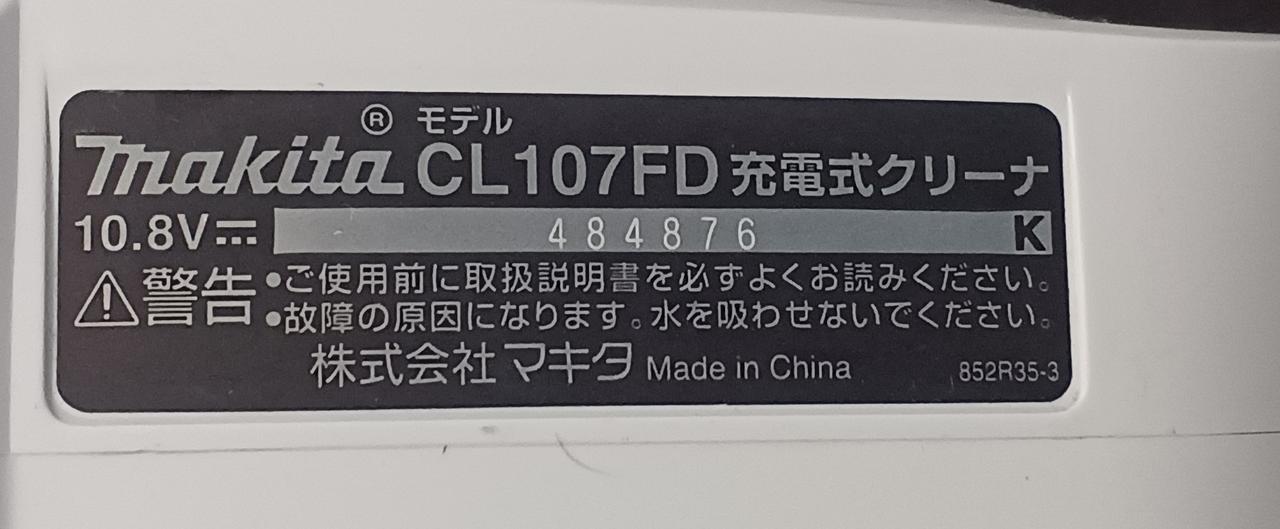 ® モデル
makita CL107FD 充電式クリーナ
10.8V⎓ 484876 K
⚠警告 •ご使用前に取扱説明書を必ずよくお読みください。
•故障の原因になります。水を吸わせないでください。
株式会社マキタ Made in China 852R35-3